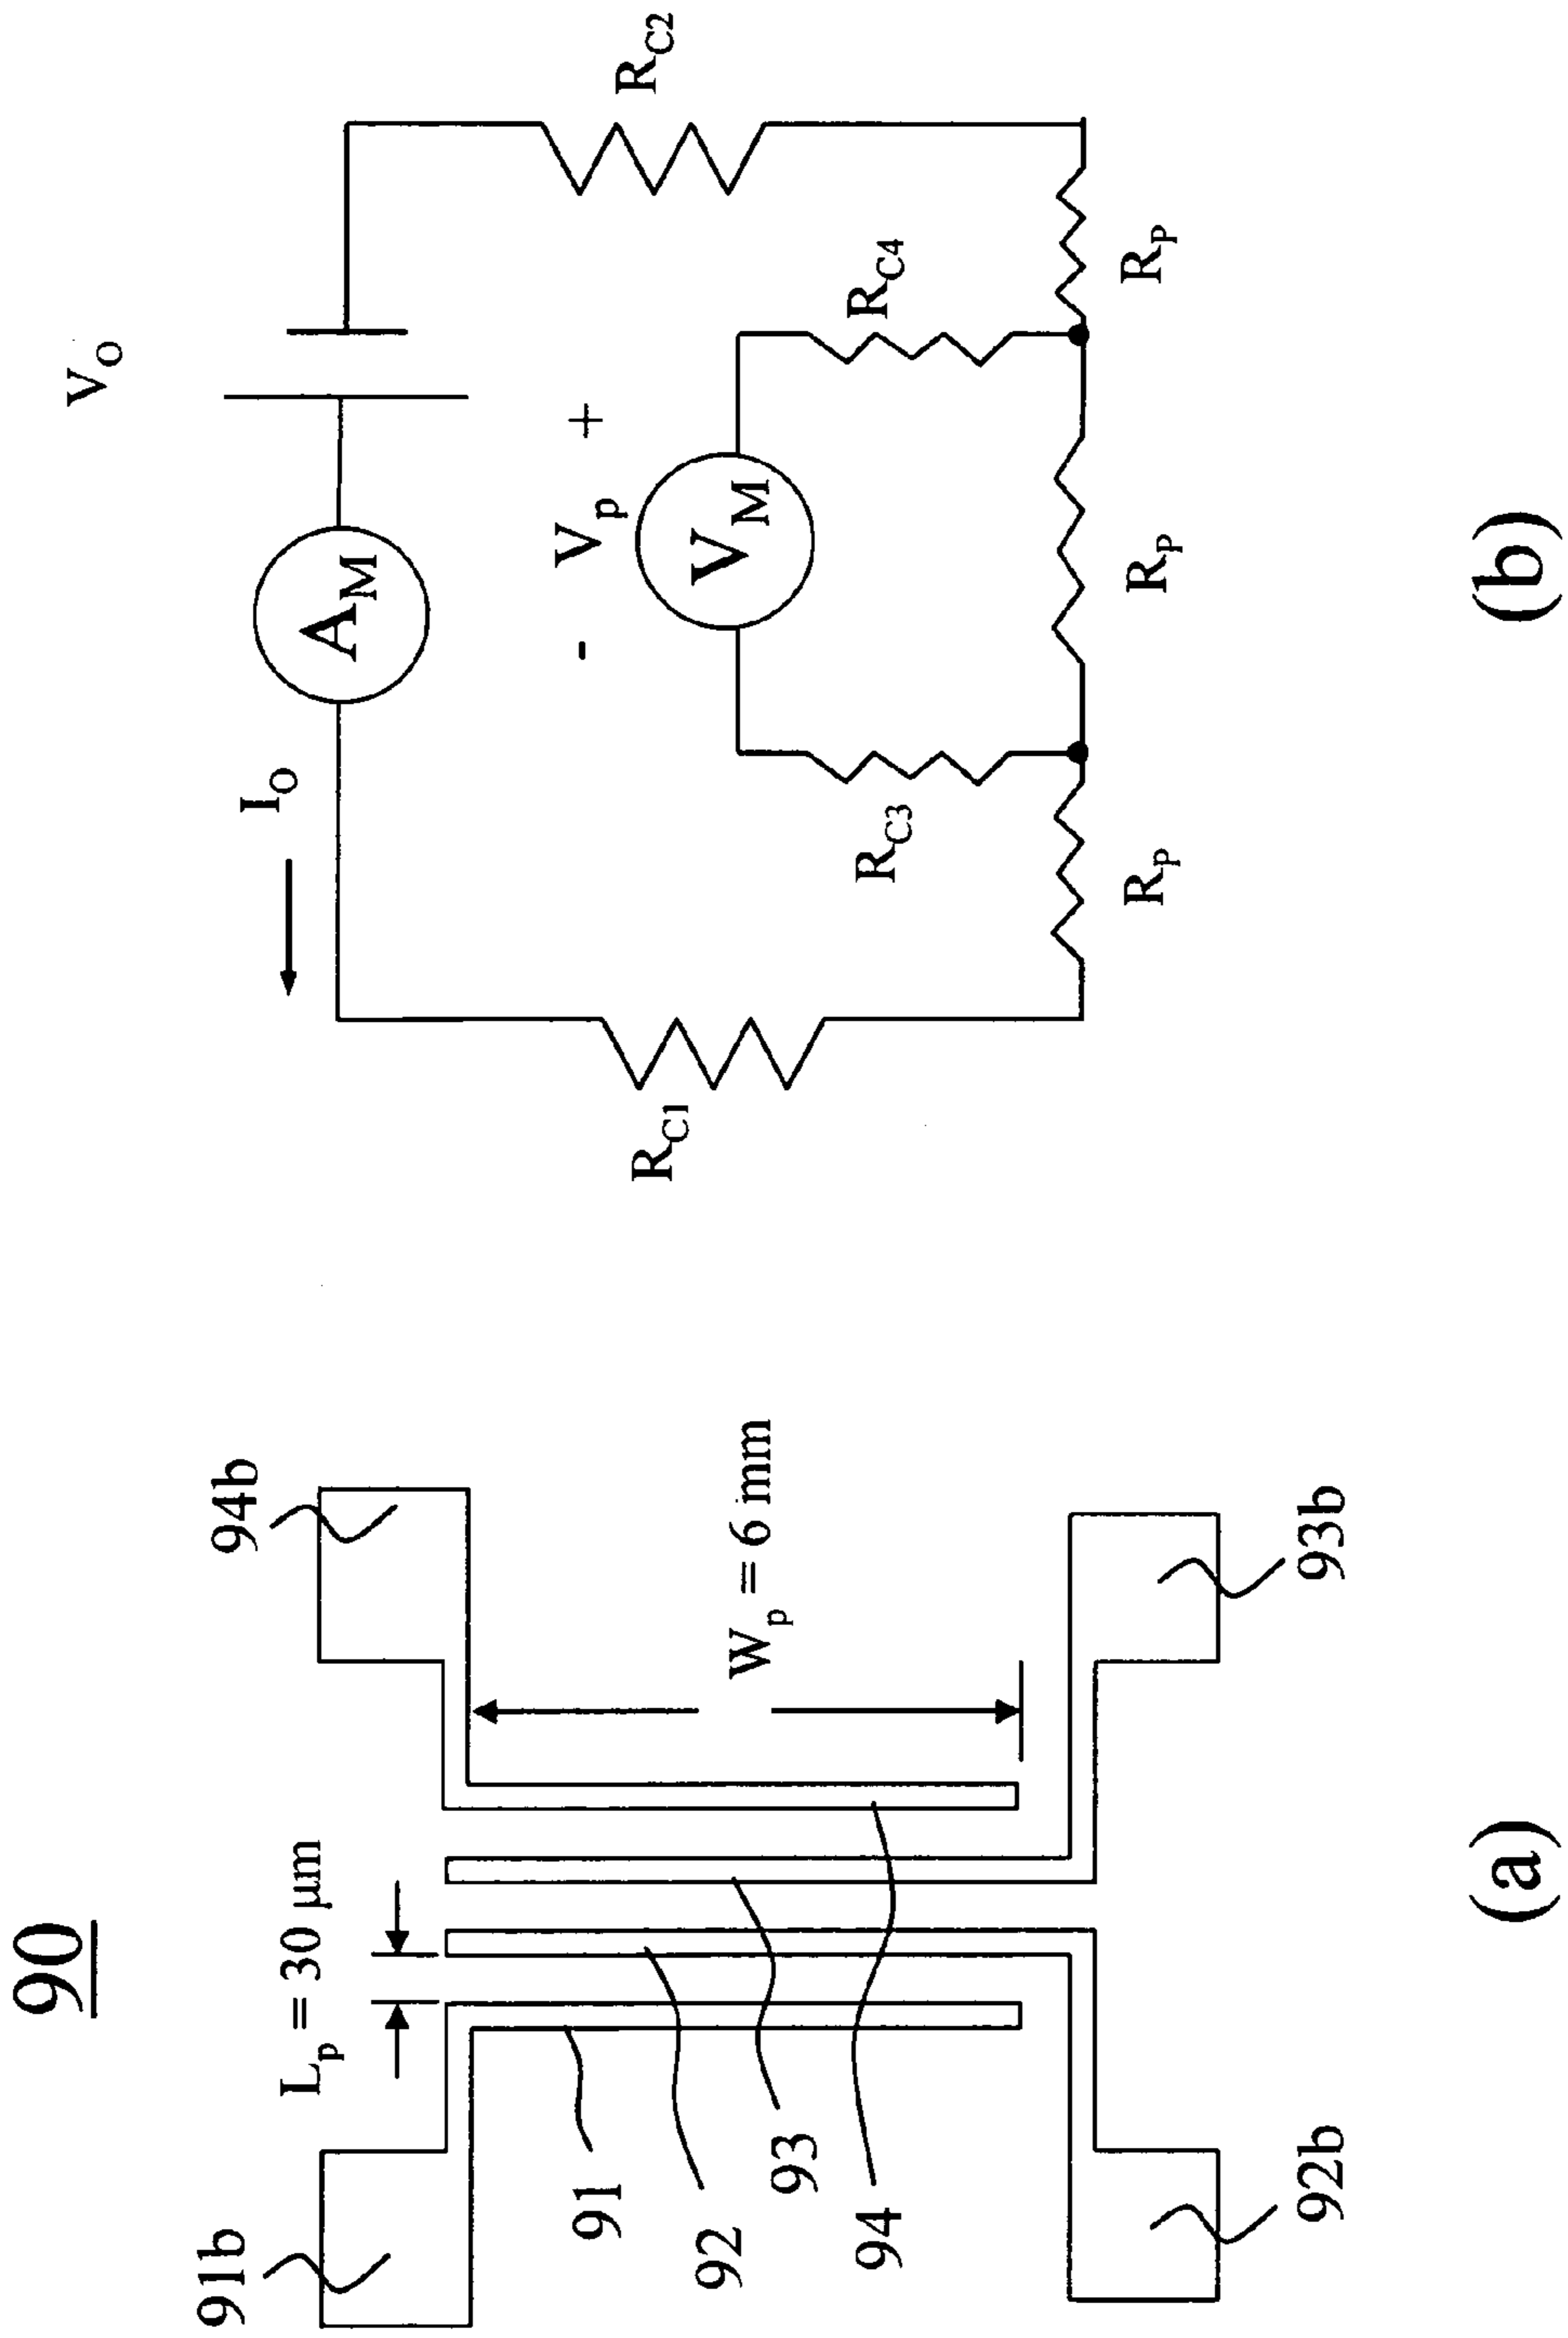 90
L_p = 30 μm
91b
94b
91
92
93
94
W_p = 6 mm
92b
93b
(a)
V_O
I_O
A_M
R_C1
R_C2
- V_p +
V_M
R_C3
R_C4
R_p
R_p
R_p
(b)